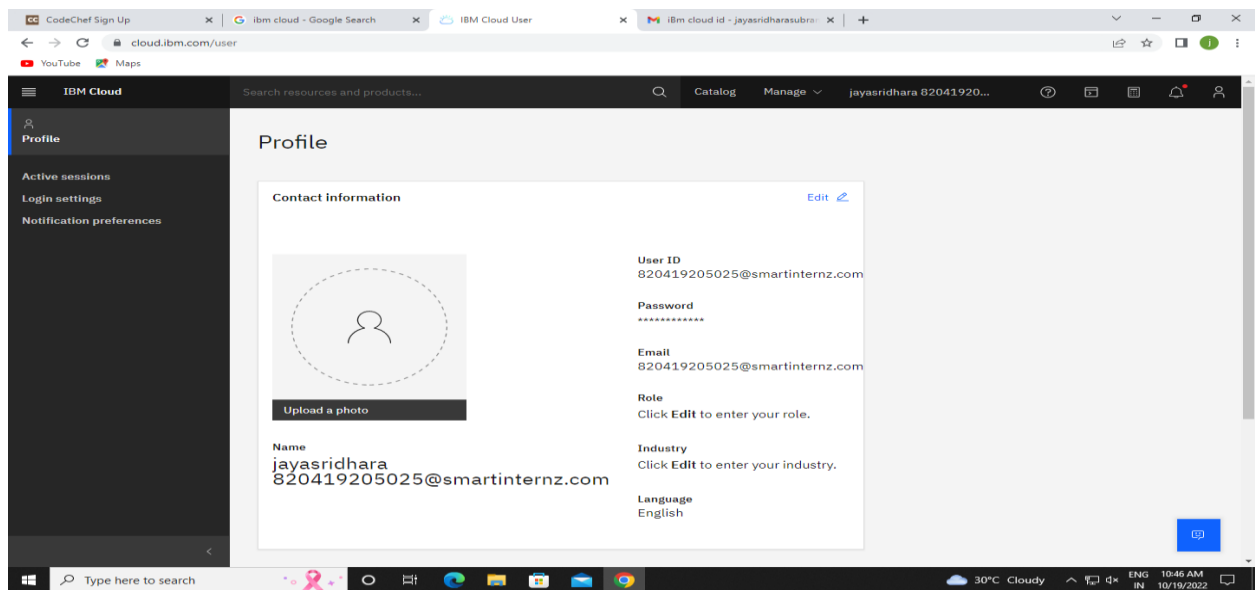 CodeChef Sign Up
ibm cloud - Google Search
IBM Cloud User
iBm cloud id - jayasridharasubra
cloud.ibm.com/user
YouTube Maps
IBM Cloud Search resources and products... Catalog Manage jayasridhara 82041920...
Profile
Active sessions
Login settings
Notification preferences
Profile
Contact information Edit
Upload a photo
Name
jayasridhara
820419205025@smartinternz.com
User ID
820419205025@smartinternz.com
Password
************
Email
820419205025@smartinternz.com
Role
Click Edit to enter your role.
Industry
Click Edit to enter your industry.
Language
English
Type here to search
30°C Cloudy
ENG
IN
10:46 AM
10/19/2022